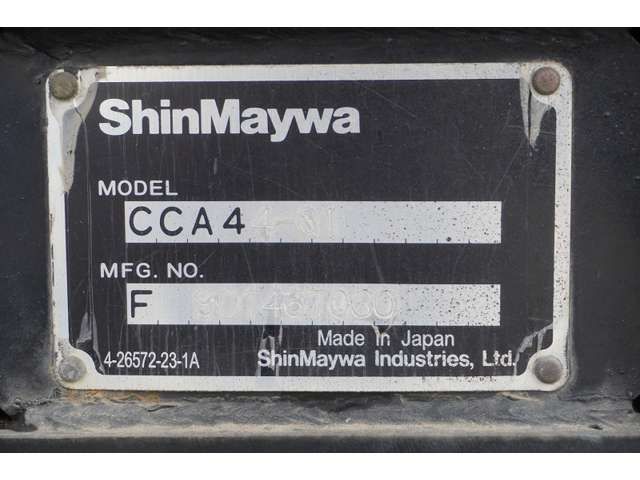 ShinMaywa
MODEL
CCA4
MFG. NO.
F
Made in Japan
4-26572-23-1A
ShinMaywa Industries, Ltd.